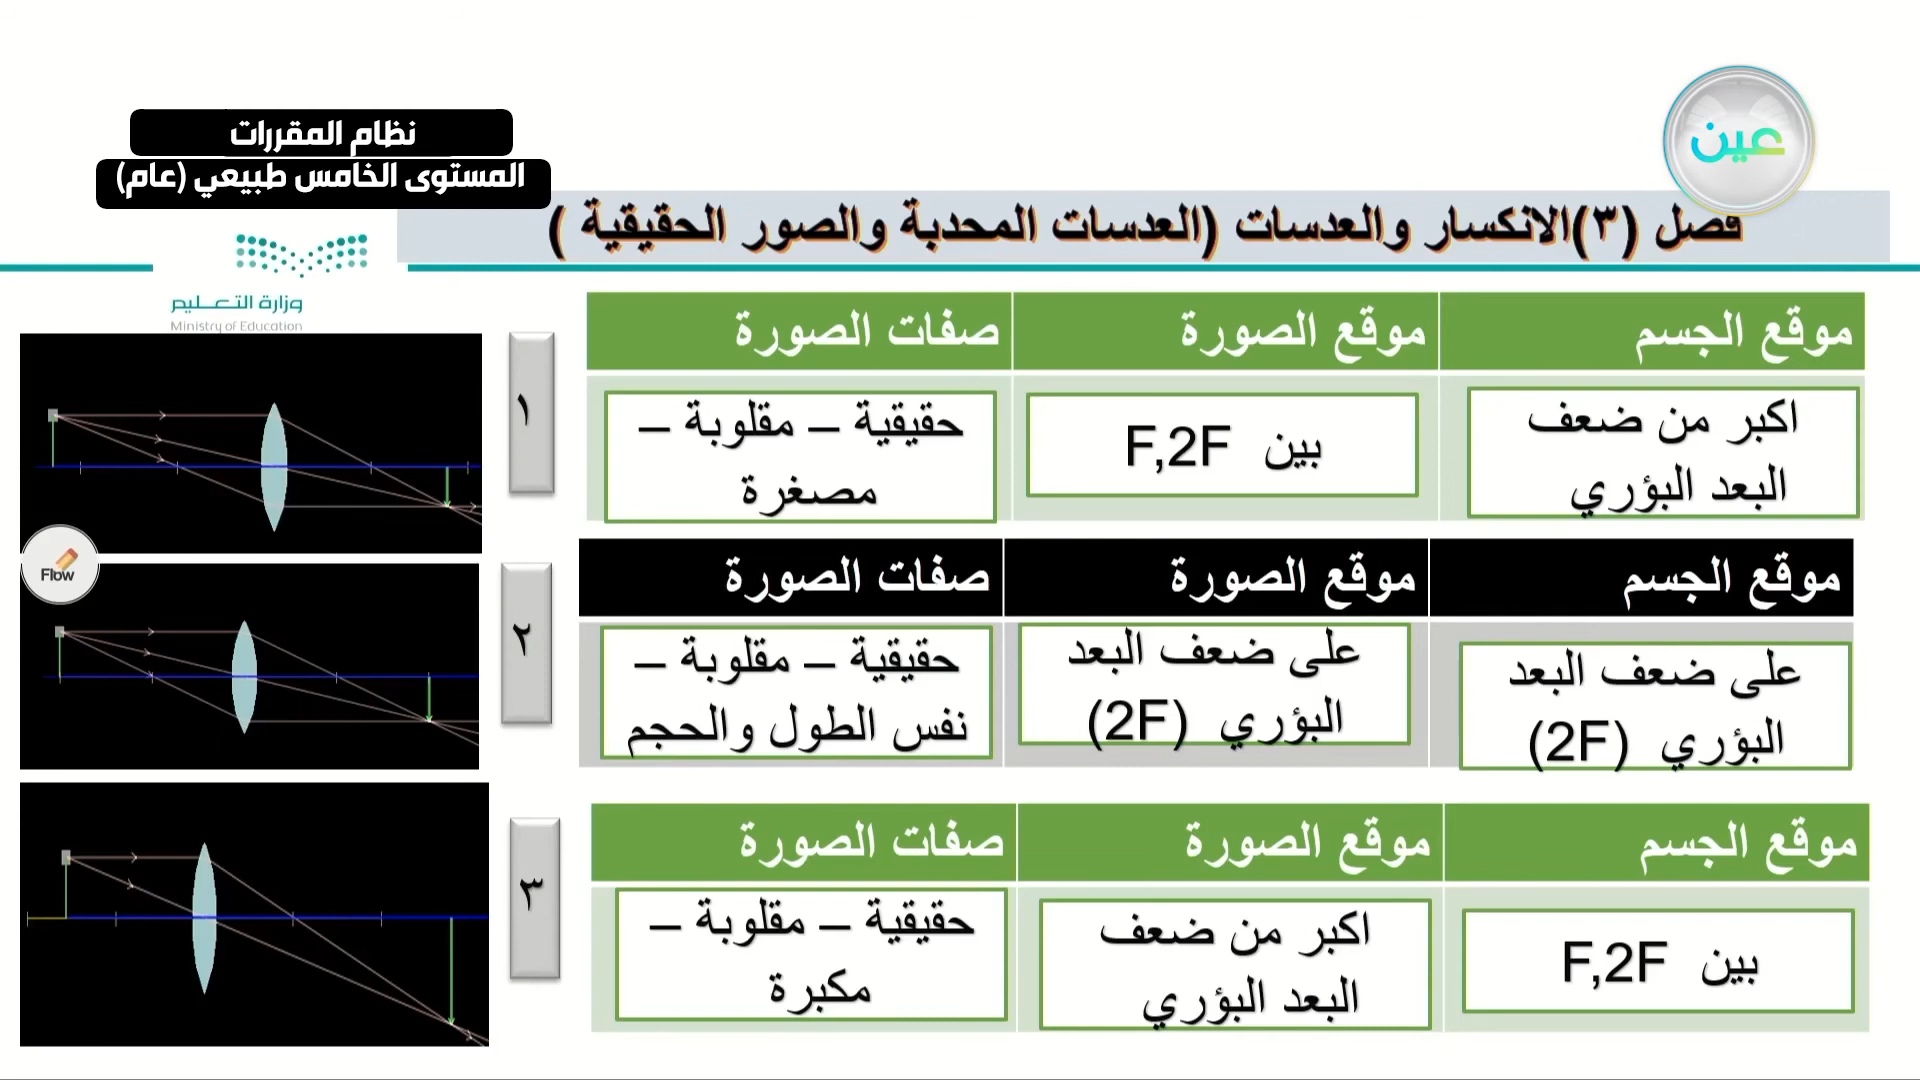 عين
نظام المقررات
المستوى الخامس طبيعي (عام)
فصل (٣)الانكسار والعدسات (العدسات المحدبة والصور الحقيقية )
وزارة التعليم
Ministry of Education
موقع الجسم
موقع الصورة
صفات الصورة
اكبر من ضعف
البعد البؤري
بين F,2F
حقيقية – مقلوبة –
مصغرة
١
Flow
موقع الجسم
موقع الصورة
صفات الصورة
على ضعف البعد
البؤري (2F)
على ضعف البعد
البؤري (2F)
حقيقية – مقلوبة –
نفس الطول والحجم
٢
موقع الجسم
موقع الصورة
صفات الصورة
بين F,2F
اكبر من ضعف
البعد البؤري
حقيقية – مقلوبة –
مكبرة
٣